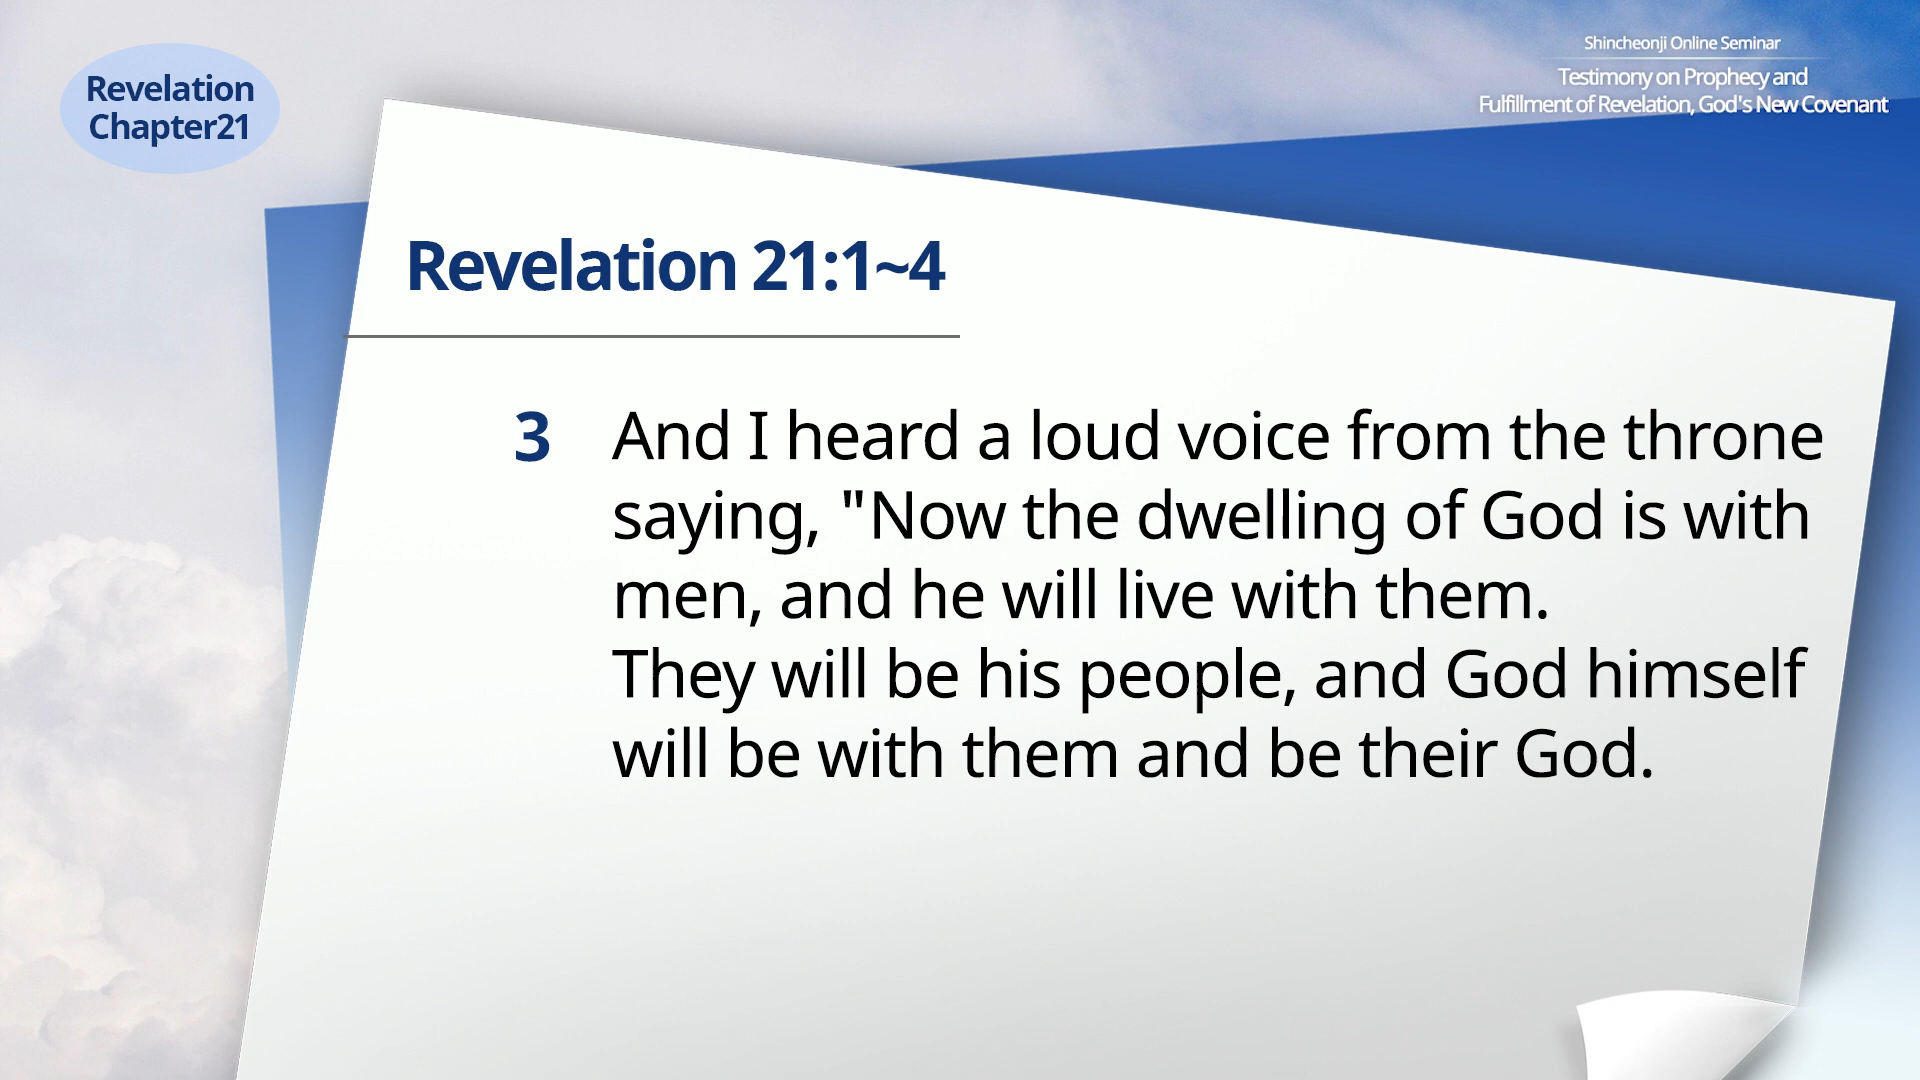 Revelation
Chapter21
Shincheonji Online Seminar
Testimony on Prophecy and
Fulfillment of Revelation, God's New Covenant
Revelation 21:1~4
3 And I heard a loud voice from the throne
saying, "Now the dwelling of God is with
men, and he will live with them.
They will be his people, and God himself
will be with them and be their God.